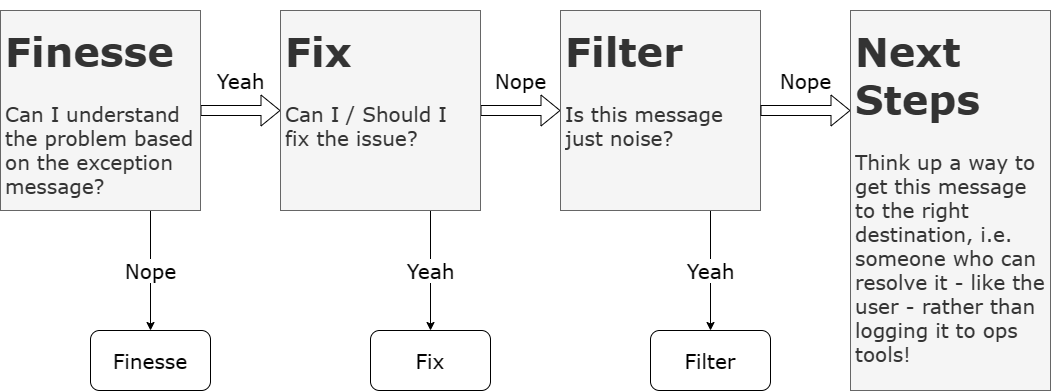 Finesse
Can I understand
the problem based
on the exception
message?
Yeah
Fix
Can I / Should I
fix the issue?
Nope
Filter
Is this message
just noise?
Nope
Next
Steps
Think up a way to
get this message
to the right
destination, i.e.
someone who can
resolve it - like the
user - rather than
logging it to ops
tools!
Nope
Yeah
Yeah
Finesse
Fix
Filter